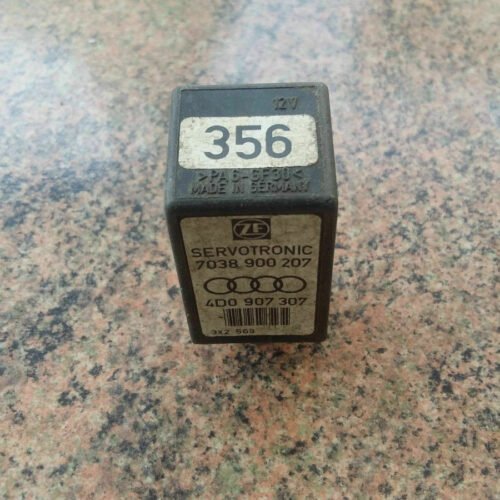 12V
356
>PA6-GF30<
MADE IN GERMANY
ZF
SERVOTRONIC
7038 900 207
4D0 907 307
3X2 569